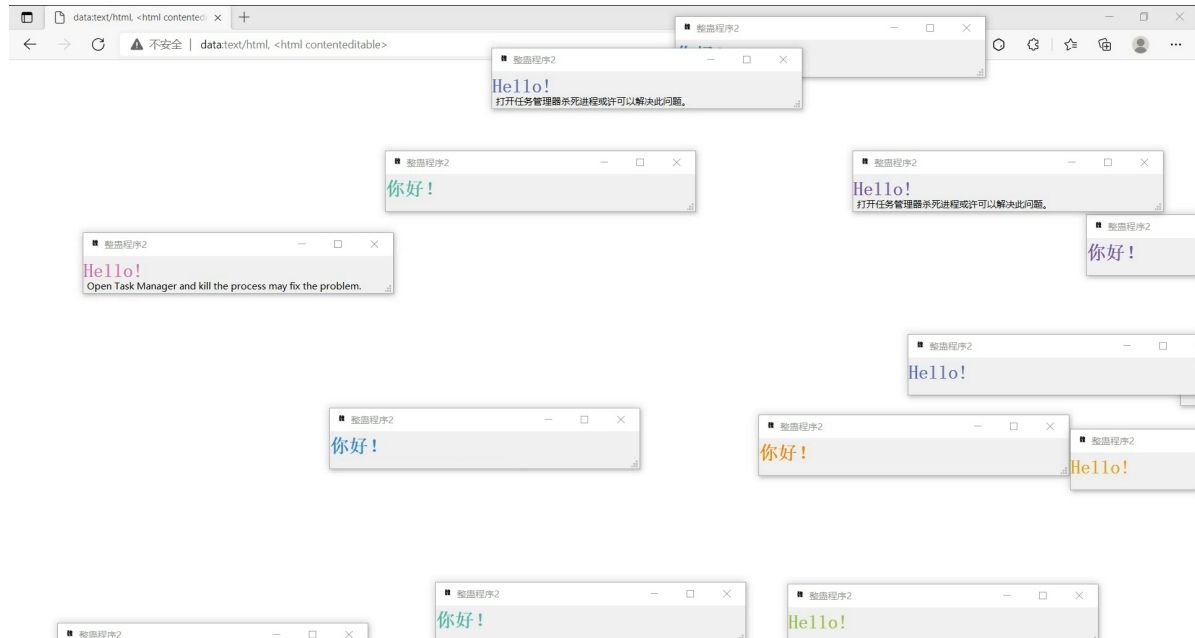 data:text/html, <html contentedi
不安全 | data:text/html, <html contenteditable>
整蛊程序2
整蛊程序2
Hello!
打开任务管理器杀死进程或许可以解决此问题。
整蛊程序2
你好!
整蛊程序2
Hello!
打开任务管理器杀死进程或许可以解决此问题。
整蛊程序2
你好!
整蛊程序2
Hello!
Open Task Manager and kill the process may fix the problem.
整蛊程序2
Hello!
整蛊程序2
你好!
整蛊程序2
你好!
整蛊程序2
Hello!
整蛊程序2
你好!
整蛊程序2
Hello!
整蛊程序2